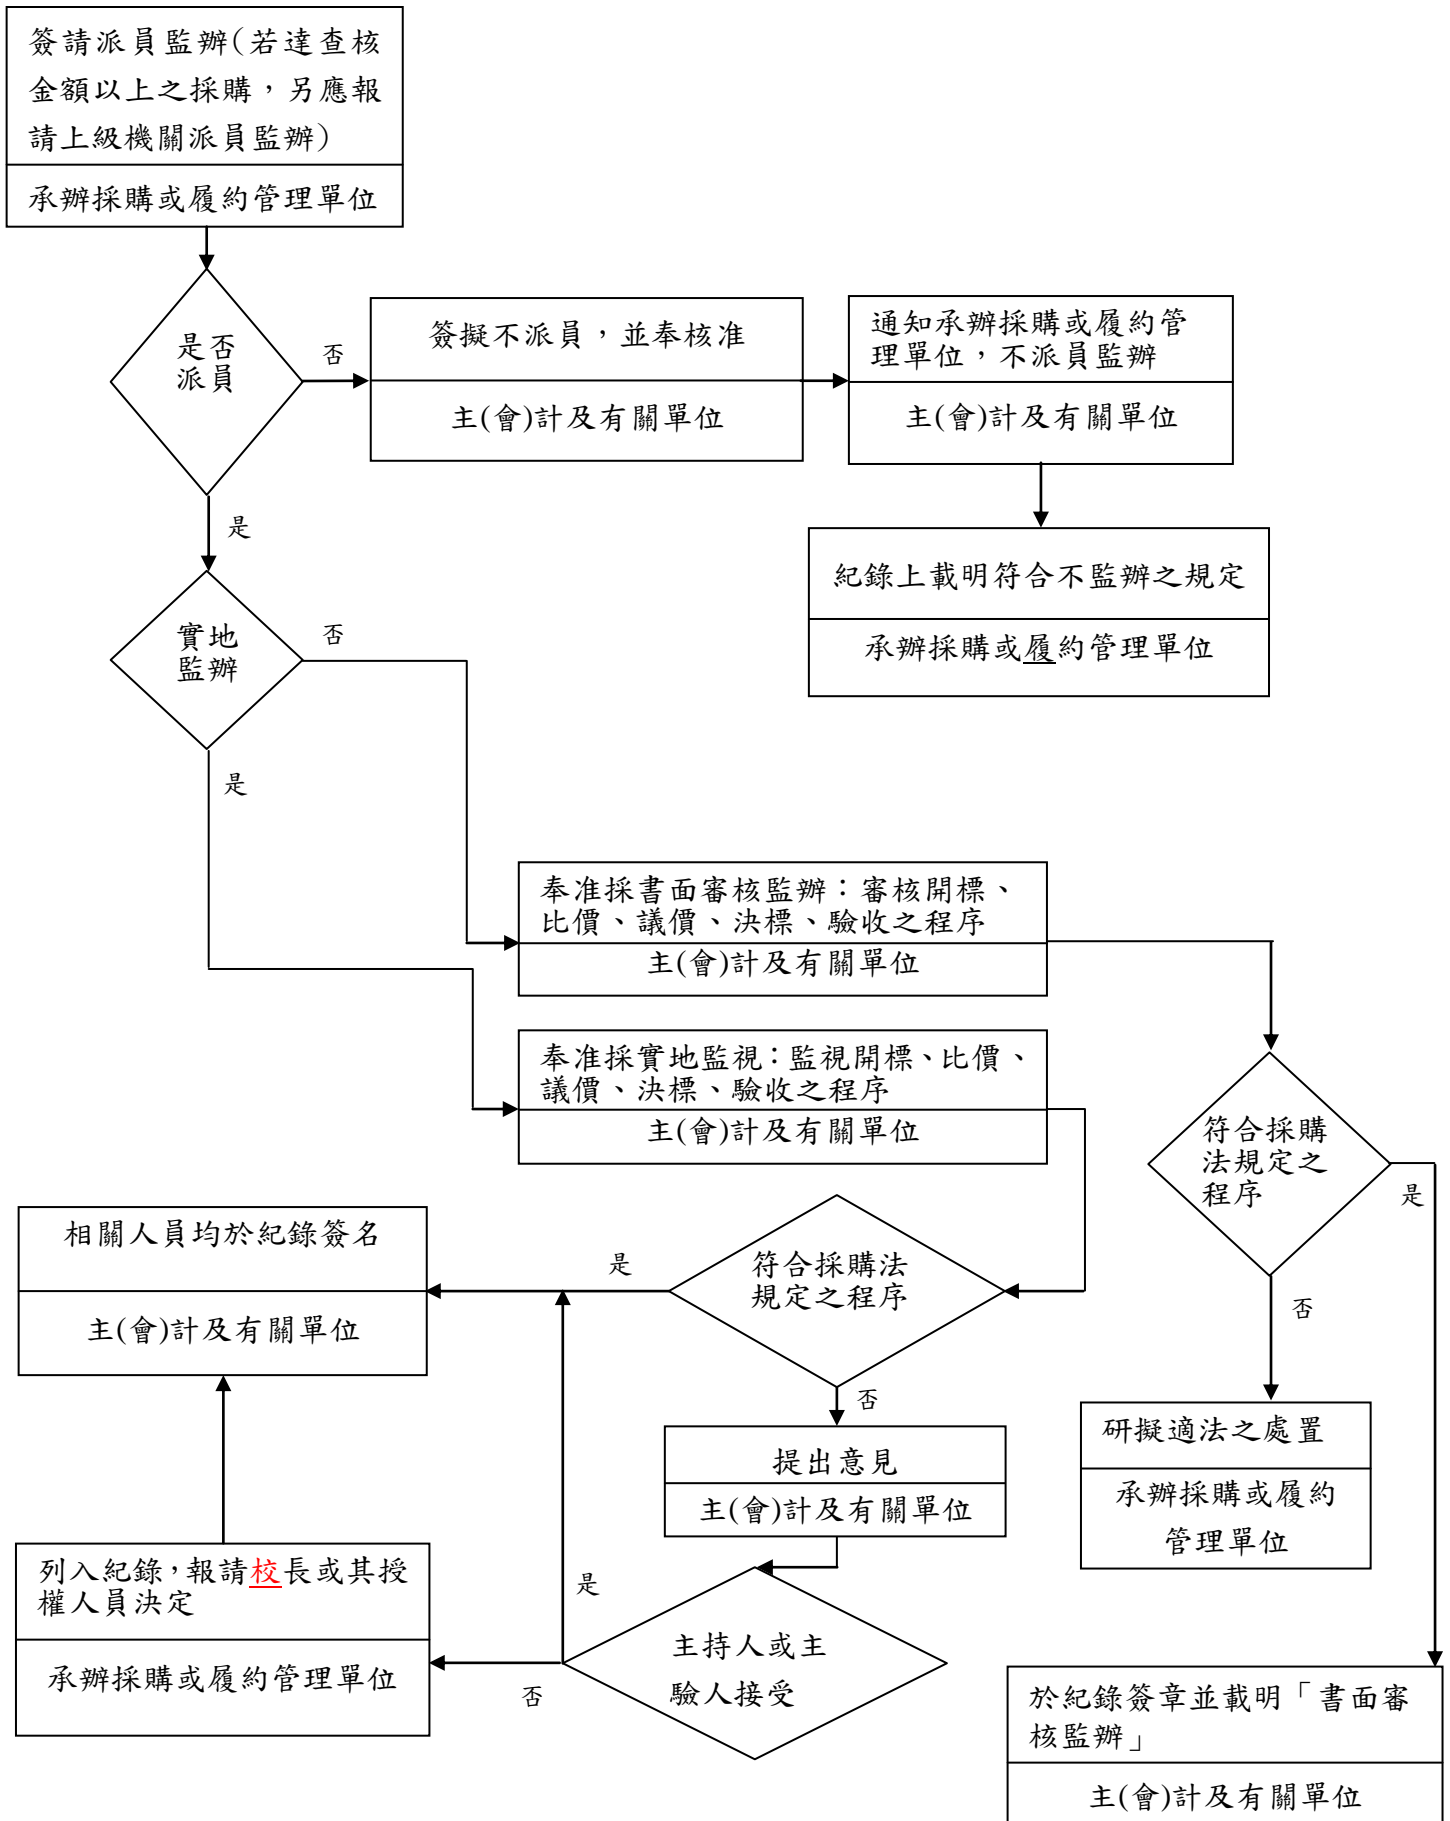 簽請派員監辦(若達查核
金額以上之採購，另應報
請上級機關派員監辦)
承辦採購或履約管理單位
是否
派員
否
簽擬不派員，並奉核准
主(會)計及有關單位
通知承辦採購或履約管
理單位，不派員監辦
主(會)計及有關單位
是
紀錄上載明符合不監辦之規定
承辦採購或履約管理單位
實地
監辦
否
是
奉准採書面審核監辦：審核開標、
比價、議價、決標、驗收之程序
主(會)計及有關單位
奉准採實地監視：監視開標、比價、
議價、決標、驗收之程序
主(會)計及有關單位
符合採購
法規定之
程序
是
否
相關人員均於紀錄簽名
主(會)計及有關單位
是
符合採購法
規定之程序
否
提出意見
主(會)計及有關單位
研擬適法之處置
承辦採購或履約
管理單位
列入紀錄，報請校長或其授
權人員決定
承辦採購或履約管理單位
是
否
主持人或主
驗人接受
於紀錄簽章並載明「書面審
核監辦」
主(會)計及有關單位